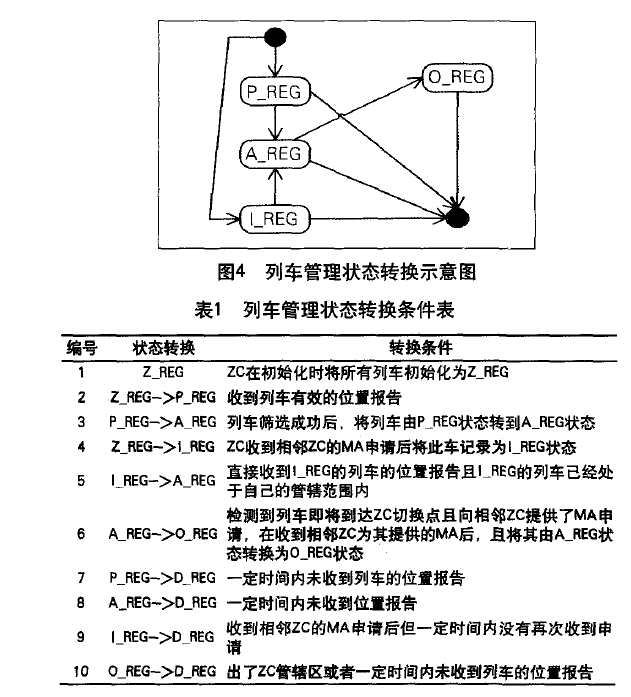 P_REG
O_REG
A_REG
I_REG
图4 列车管理状态转换示意图
表1 列车管理状态转换条件表
编号 状态转换 转换条件
1 Z_REG ZC在初始化时将所有列车初始化为Z_REG
2 Z_REG->P_REG 收到列车有效的位置报告
3 P_REG->A_REG 列车筛选成功后，将列车由P_REG状态转到A_REG状态
4 Z_REG->I_REG ZC收到相邻ZC的MA申请后将此车记录为I_REG状态
5 I_REG->A_REG 直接收到I_REG的列车的位置报告且I_REG的列车已经处
于自己的管辖范围内
6 A_REG->O_REG 检测到列车即将到达ZC切换点且向相邻ZC提供了MA申
请，在收到相邻ZC为其提供的MA后，且将其由A_REG状
态转换为O_REG状态
7 P_REG->D_REG 一定时间内未收到列车的位置报告
8 A_REG->D_REG 一定时间内未收到位置报告
9 I_REG->D_REG 收到相邻ZC的MA申请后但一定时间内没有再次收到申
请
10 O_REG->D_REG 出了ZC管辖区或者一定时间内未收到列车的位置报告